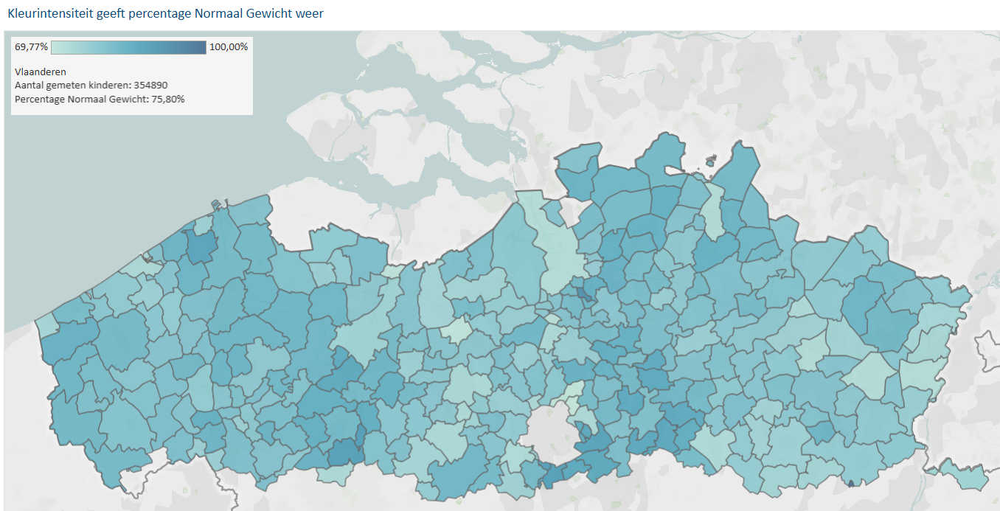 Kleurintensiteit geeft percentage Normaal Gewicht weer
69,77% 100,00%
Vlaanderen
Aantal gemeten kinderen: 354890
Percentage Normaal Gewicht: 75,80%